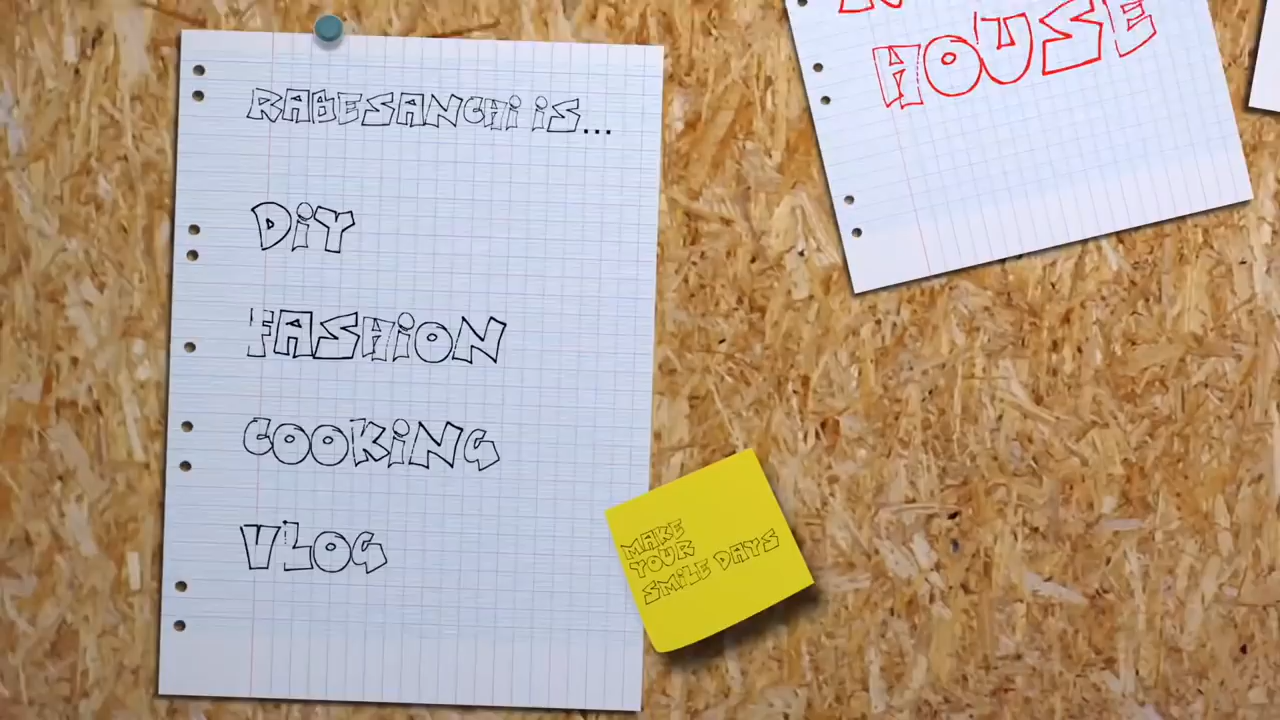 RABESANCHi iS...
DiY
FASHiON
COOKiNG
VLOG
MAKE
YOUR
SMiLE DAYS
HOUSE